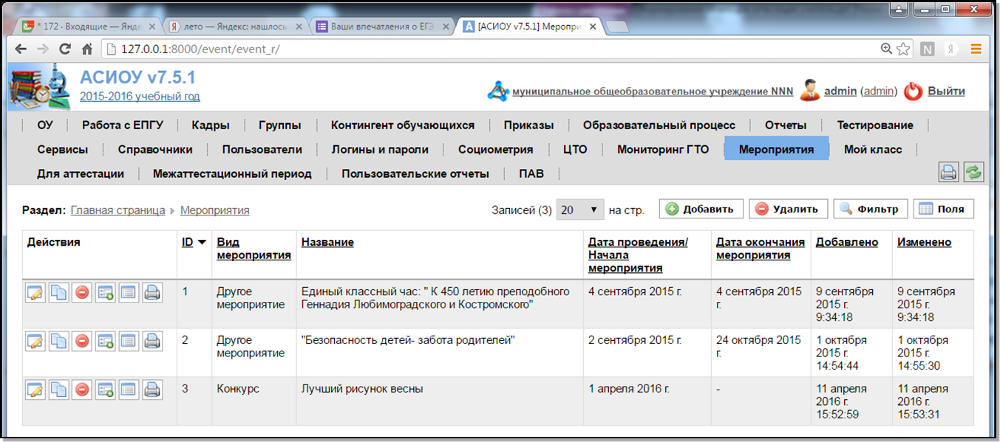 * 172 · Входящие — Янде
лето — Яндекс: нашлось
Ваши впечатления о ЕГЭ
[АСИОУ v7.5.1] Меропри
127.0.0.1:8000/event/event_r/
АСИОУ v7.5.1
2015-2016 учебный год
муниципальное общеобразовательное учреждение NNN admin (admin) Выйти
ОУ Работа с ЕПГУ Кадры Группы Контингент обучающихся Приказы Образовательный процесс Отчеты Тестирование
Сервисы Справочники Пользователи Логины и пароли Социометрия ЦТО Мониторинг ГТО Мероприятия Мой класс
Для аттестации Межаттестационный период Пользовательские отчеты ПАВ
Раздел: Главная страница Мероприятия Записей (3) 20 на стр. Добавить Удалить Фильтр Поля
Действия
ID
Вид
мероприятия
Название
Дата проведения/
Начала
мероприятия
Дата окончания
мероприятия
Добавлено
Изменено
1
Другое
мероприятие
Единый классный час: " К 450 летию преподобного
Геннадия Любимоградского и Костромского"
4 сентября 2015 г.
4 сентября 2015
г.
9 сентября
2015 г.
9:34:18
9 сентября
2015 г.
9:34:18
2
Другое
мероприятие
"Безопасность детей- забота родителей"
2 сентября 2015 г.
24 октября 2015
г.
1 октября
2015 г.
14:54:44
1 октября
2015 г.
14:55:30
3
Конкурс
Лучший рисунок весны
1 апреля 2016 г.
-
11 апреля
2016 г.
15:52:59
11 апреля
2016 г.
15:53:31